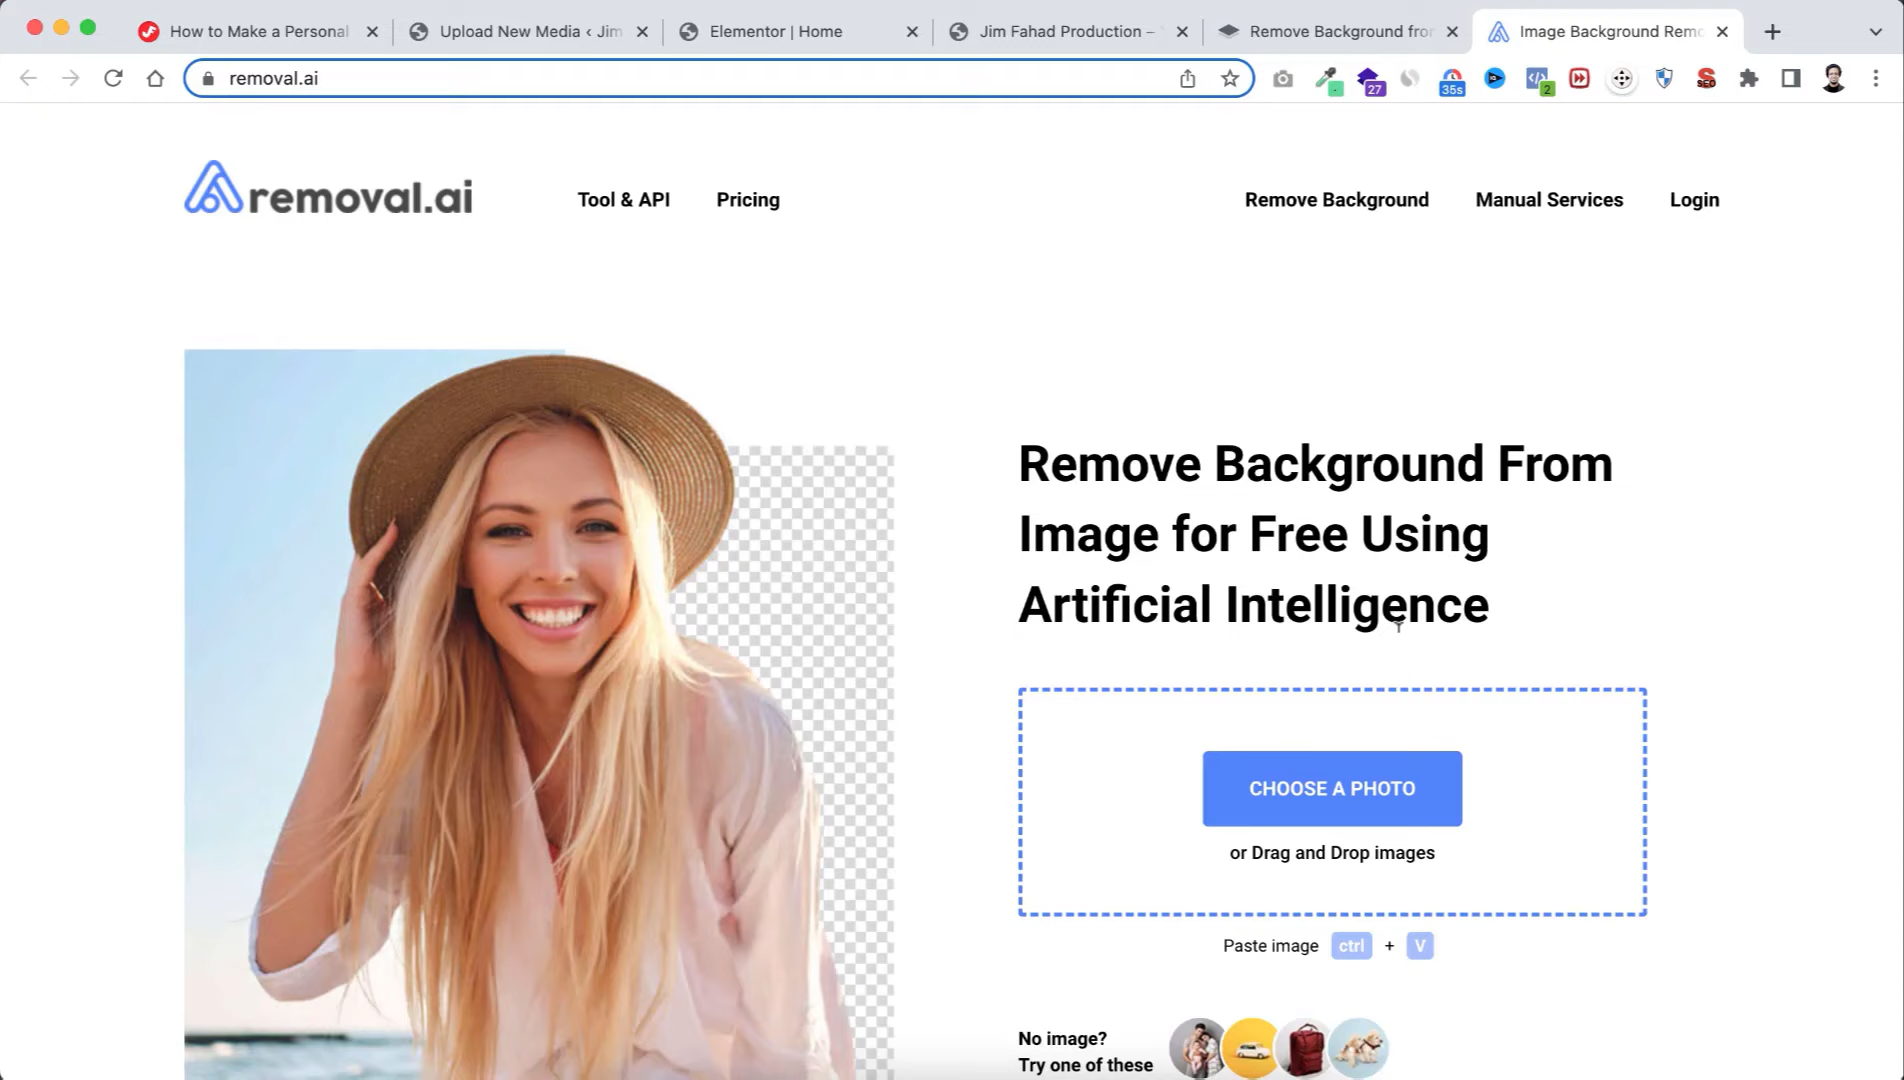 How to Make a Personal
Upload New Media ‹ Jim
Elementor | Home
Jim Fahad Production –
Remove Background from
Image Background Remo
removal.ai
27
35s
2
SEO
removal.ai
Tool & API
Pricing
Remove Background
Manual Services
Login
Remove Background From
Image for Free Using
Artificial Intelligence
CHOOSE A PHOTO
or Drag and Drop images
Paste image ctrl + V
No image?
Try one of these